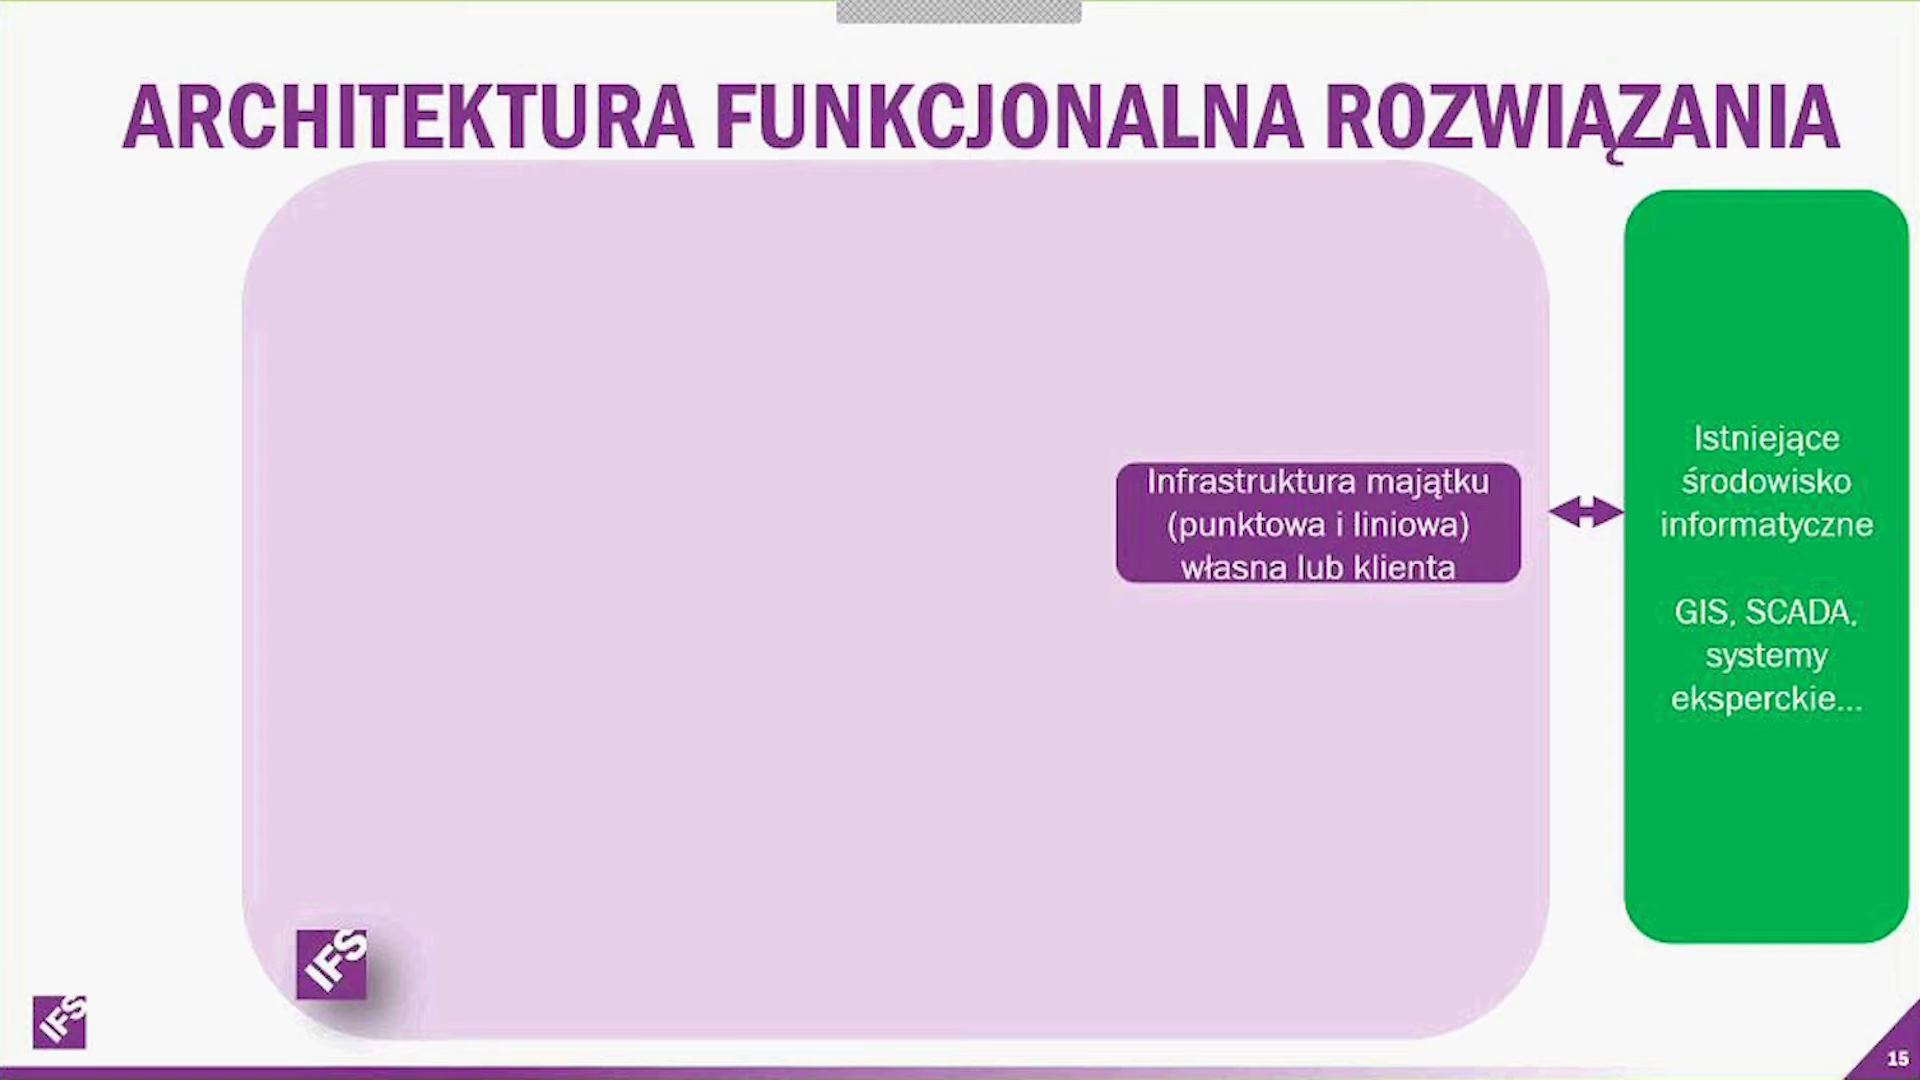 ARCHITEKTURA FUNKCJONALNA ROZWIĄZANIA
Infrastruktura majątku
(punktowa i liniowa)
własna lub klienta
Istniejące
środowisko
informatyczne
GIS, SCADA,
systemy
eksperckie...
IFS
IFS
15